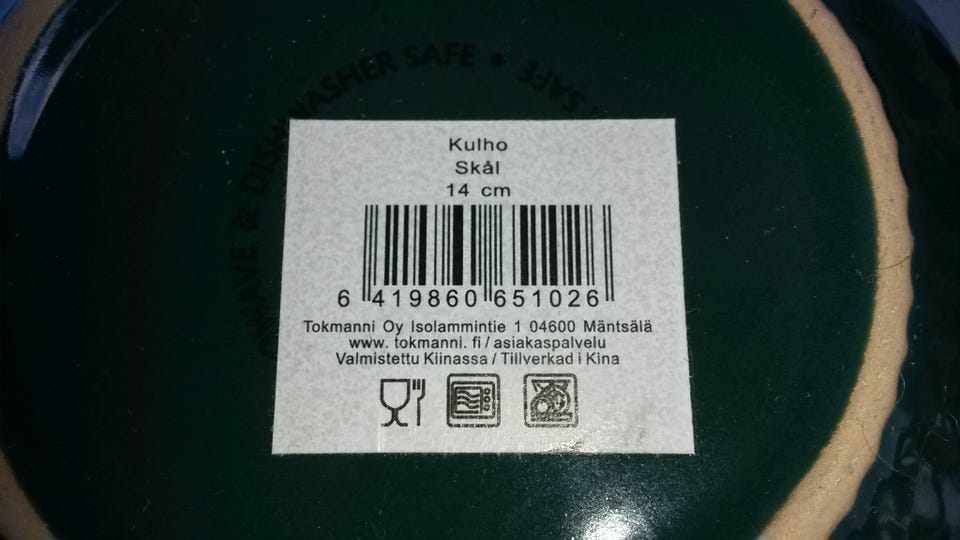 OWAVE & DISHWASHER SAFE • SAFE
Kulho
Skål
14 cm
6 419860 651026
Tokmanni Oy Isolammintie 1 04600 Mäntsälä
www. tokmanni. fi / asiakaspalvelu
Valmistettu Kiinassa / Tillverkad i Kina